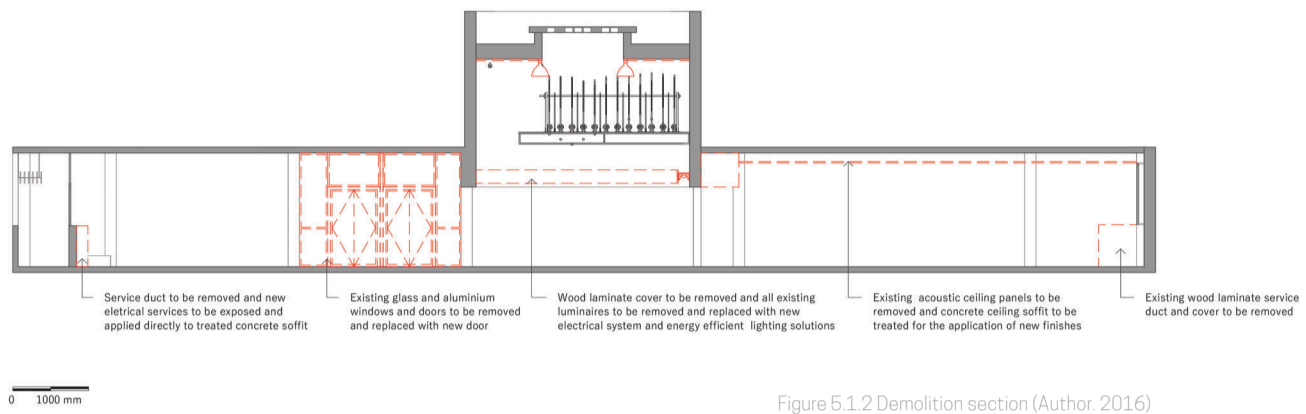 Service duct to be removed and new
eletrical services to be exposed and
applied directly to treated concrete soffit
Existing glass and aluminium
windows and doors to be removed
and replaced with new door
Wood laminate cover to be removed and all existing
luminaires to be removed and replaced with new
electrical system and energy efficient lighting solutions
Existing acoustic ceiling panels to be
removed and concrete ceiling soffit to be
treated for the application of new finishes
Existing wood laminate service
duct and cover to be removed
0 1000 mm
Figure 5.1.2 Demolition section (Author. 2016)